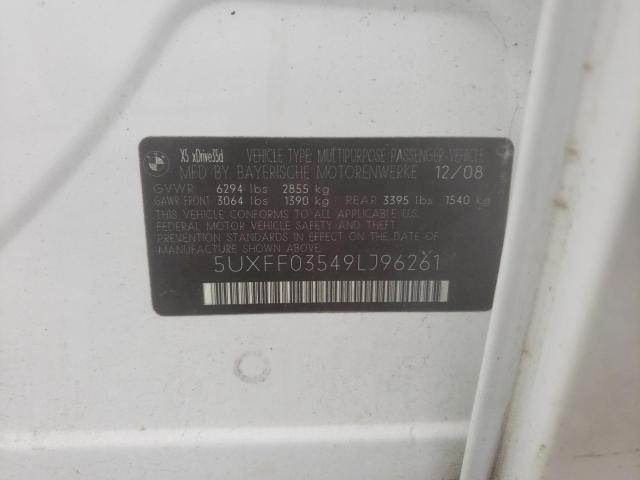 X5 xDrive35d VEHICLE TYPE: MULTIPURPOSE PASSENGER-VEHICLE
MFD BY BAYERISCHE MOTORENWERKE 12/08
GVWR 6294 lbs 2855 kg
GAWR FRONT 3064 lbs 1390 kg REAR 3395 lbs 1540 kg
THIS VEHICLE CONFORMS TO ALL APPLICABLE U.S.
FEDERAL MOTOR VEHICLE SAFETY AND THEFT
PREVENTION STANDARDS IN EFFECT ON THE DATE
OF MANUFACTURE SHOWN ABOVE.
5UXFF03549LJ96261